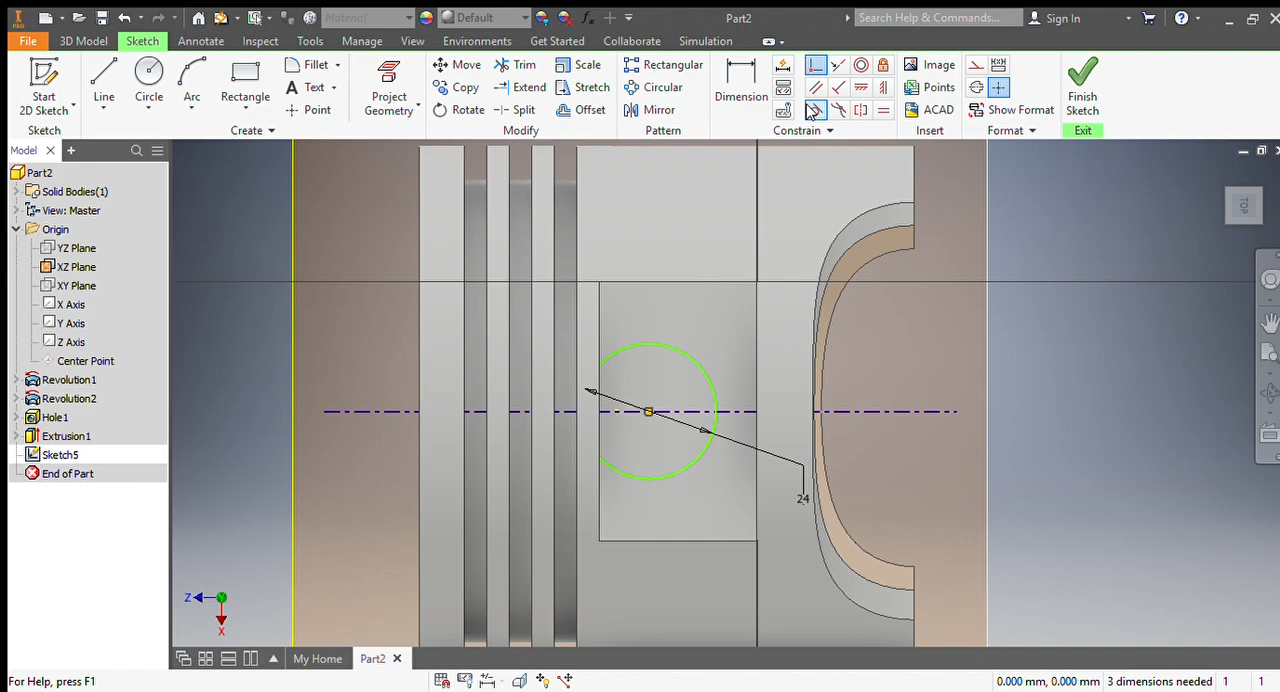 PRO Material Default Part2 Search Help & Commands... Sign In
File 3D Model Sketch Annotate Inspect Tools Manage View Environments Get Started Collaborate Simulation
Start 2D Sketch Line Circle Arc Rectangle Fillet Text Point Project Geometry
Move Trim Scale Rectangular
Copy Extend Stretch Circular
Rotate Split Offset Mirror
Dimension Image Points ACAD Show Format Finish Sketch
Sketch Create Modify Pattern Constrain Insert Format Exit
Model
Part2
Solid Bodies(1)
View: Master
Origin
YZ Plane
XZ Plane
XY Plane
X Axis
Y Axis
Z Axis
Center Point
Revolution1
Revolution2
Hole1
Extrusion1
Sketch5
End of Part
TOP
24
Z
Y
X
My Home Part2
For Help, press F1 0.000 mm, 0.000 mm 3 dimensions needed 1 1